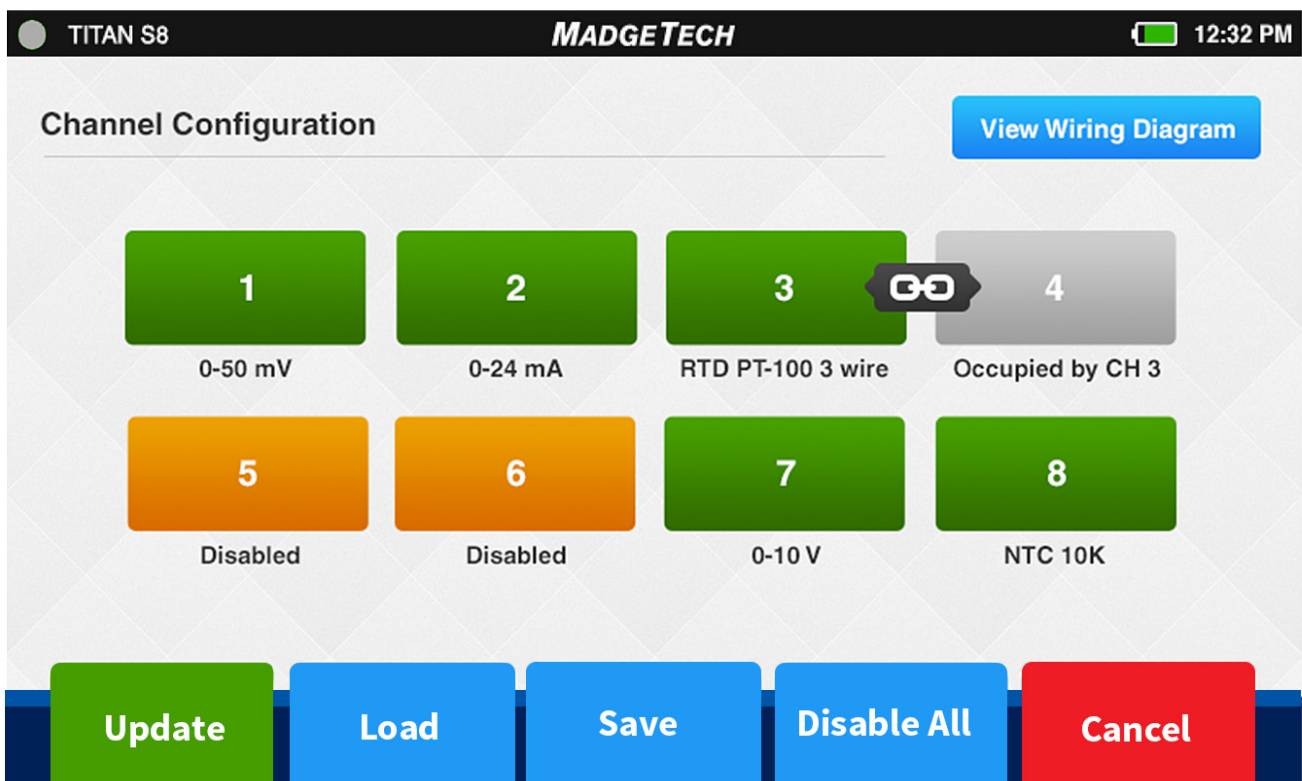 TITAN S8 MADGETECH 12:32 PM
Channel Configuration View Wiring Diagram
1 2 3 4
0-50 mV 0-24 mA RTD PT-100 3 wire Occupied by CH 3
5 6 7 8
Disabled Disabled 0-10 V NTC 10K
Update Load Save Disable All Cancel